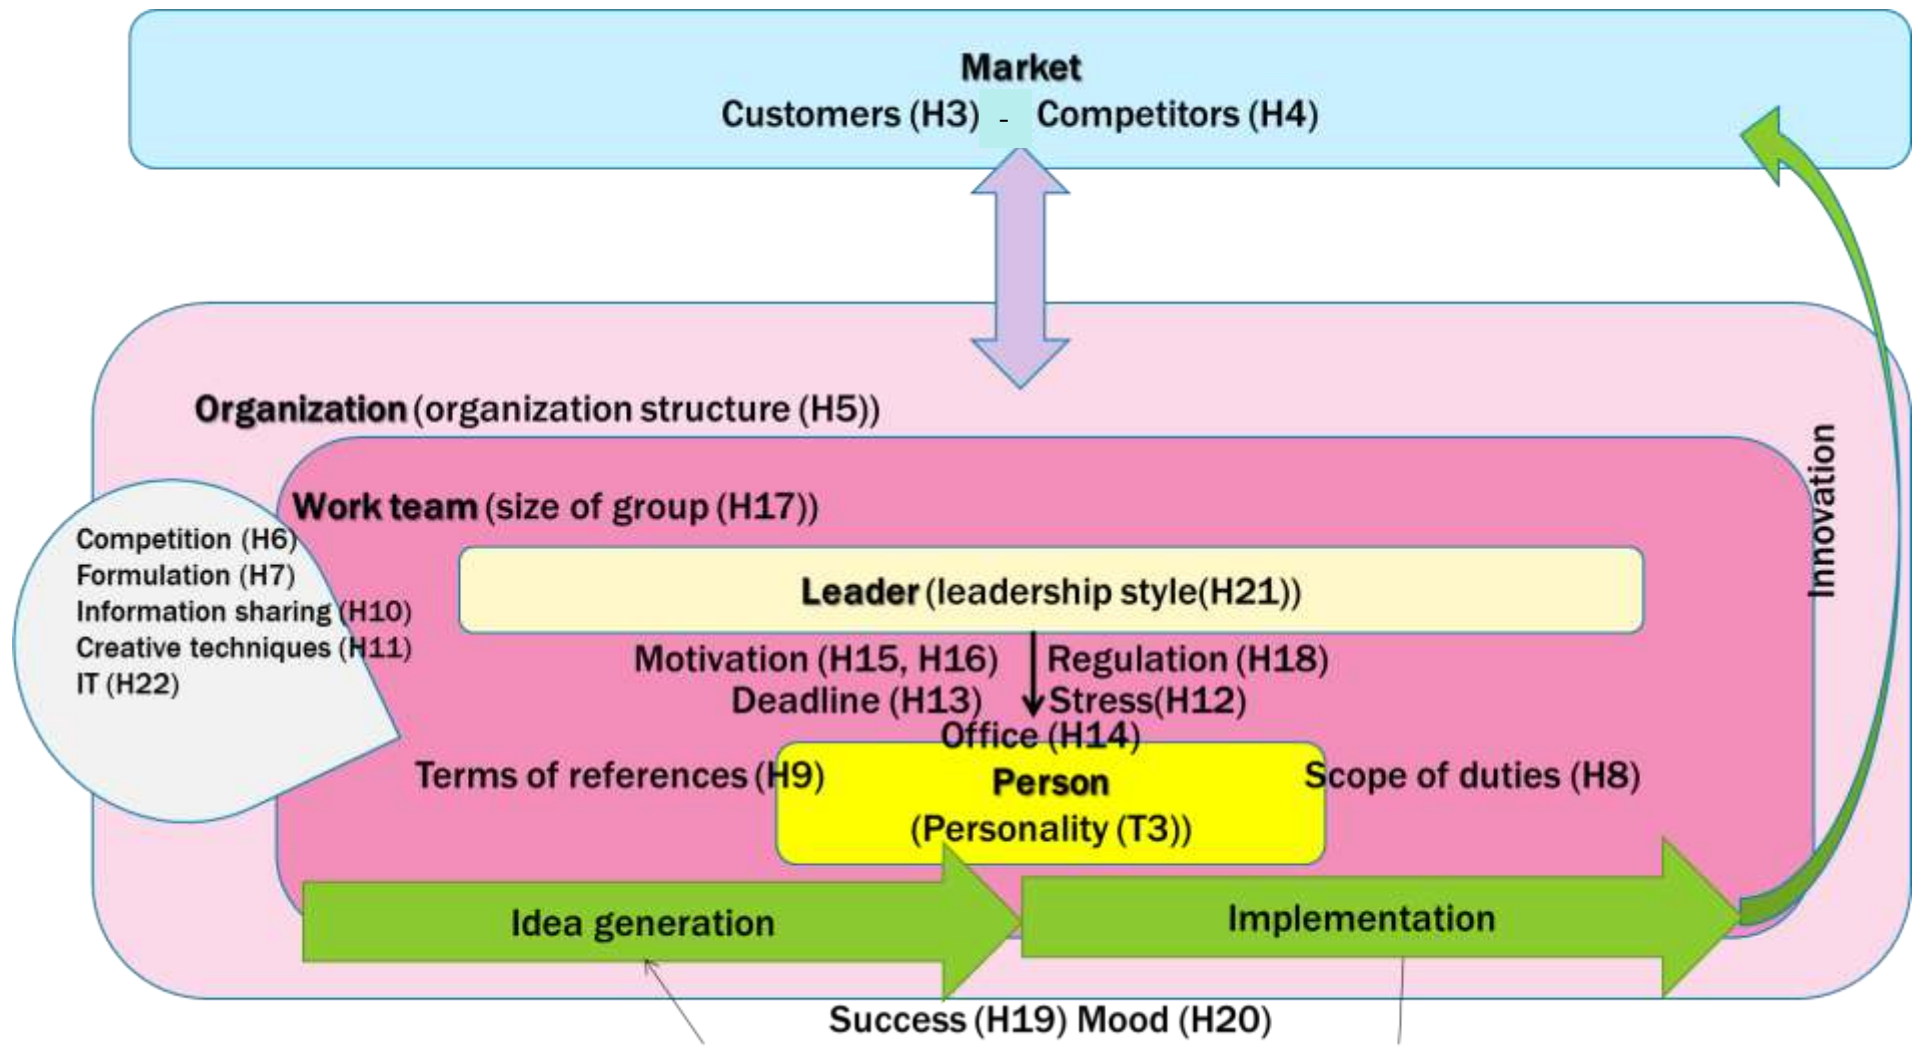 Market
Customers (H3) - Competitors (H4)
Organization (organization structure (H5))
Work team (size of group (H17))
Competition (H6)
Formulation (H7)
Information sharing (H10)
Creative techniques (H11)
IT (H22)
Leader (leadership style(H21))
Motivation (H15, H16) Regulation (H18)
Deadline (H13) Stress(H12)
Office (H14)
Terms of references (H9)
Person
(Personality (T3))
Scope of duties (H8)
Innovation
Idea generation
Implementation
Success (H19) Mood (H20)